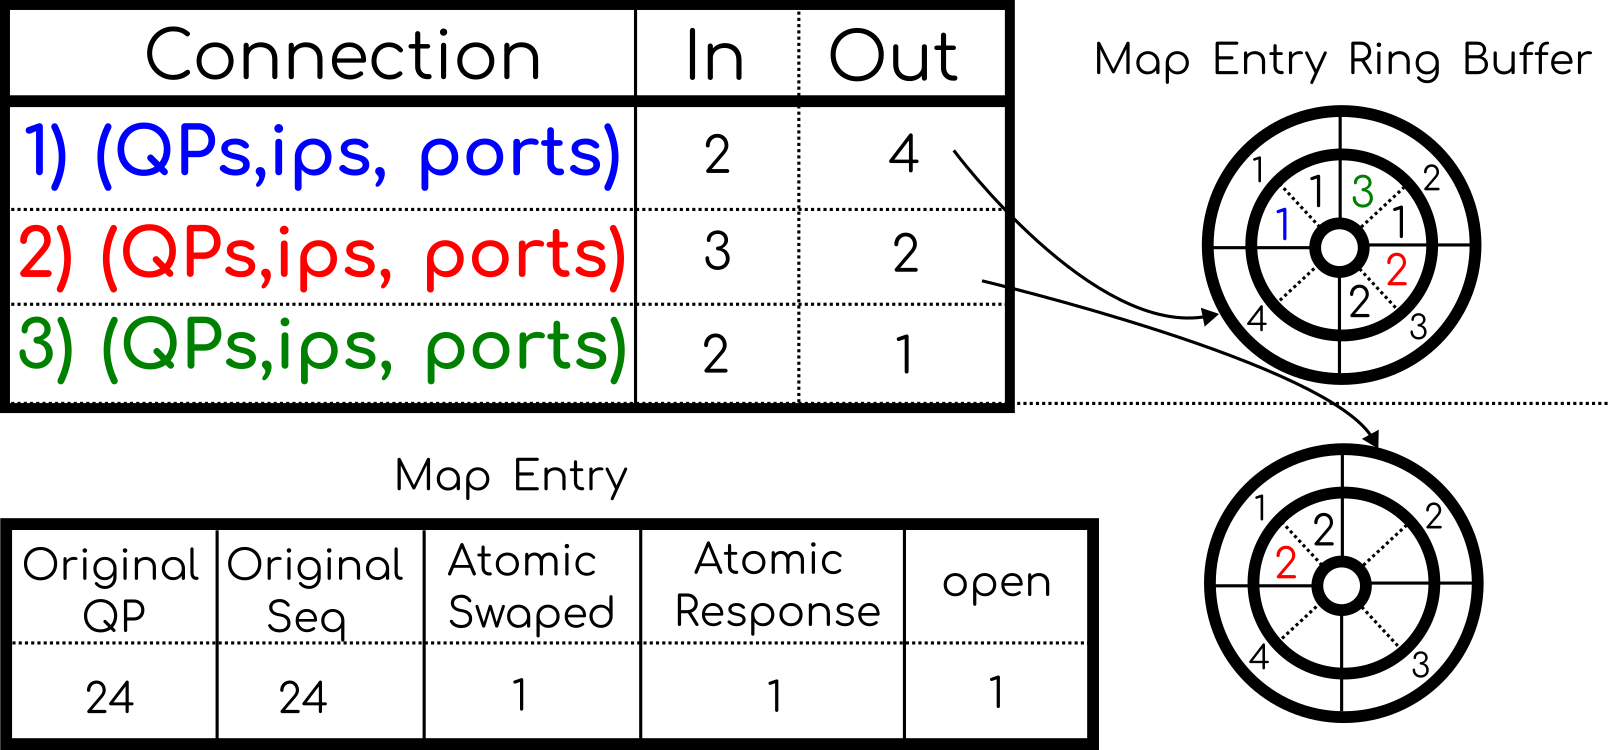 Connection In Out
1) (QPs,ips, ports) 2 4
2) (QPs,ips, ports) 3 2
3) (QPs,ips, ports) 2 1
Map Entry Ring Buffer
1 1 3 2
1 1
2
4 2 3
Map Entry
Original QP Original Seq Atomic Swaped Atomic Response open
24 24 1 1 1
1 2 2
2
4 3